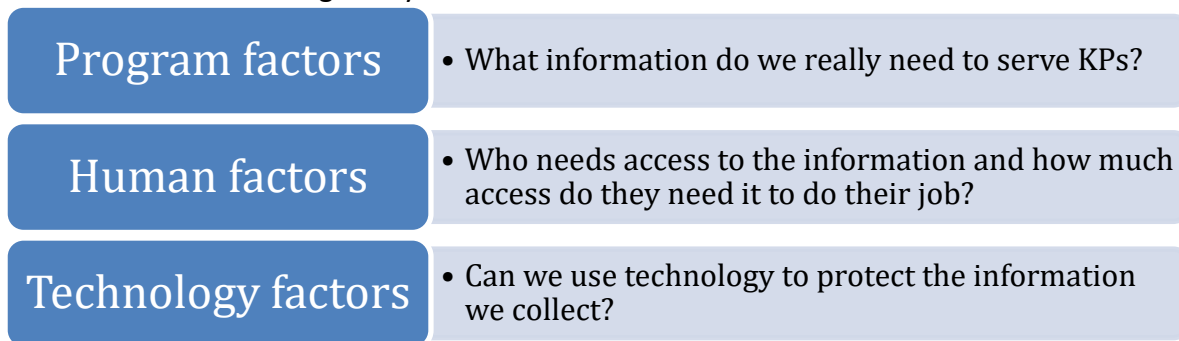 Program factors
• What information do we really need to serve KPs?
Human factors
• Who needs access to the information and how much
access do they need it to do their job?
Technology factors
• Can we use technology to protect the information
we collect?